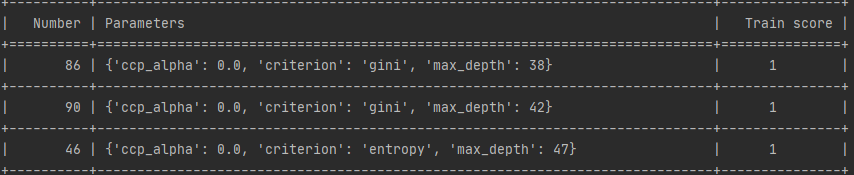 Number | Parameters | Train score
86 | {'ccp_alpha': 0.0, 'criterion': 'gini', 'max_depth': 38} | 1
90 | {'ccp_alpha': 0.0, 'criterion': 'gini', 'max_depth': 42} | 1
46 | {'ccp_alpha': 0.0, 'criterion': 'entropy', 'max_depth': 47} | 1